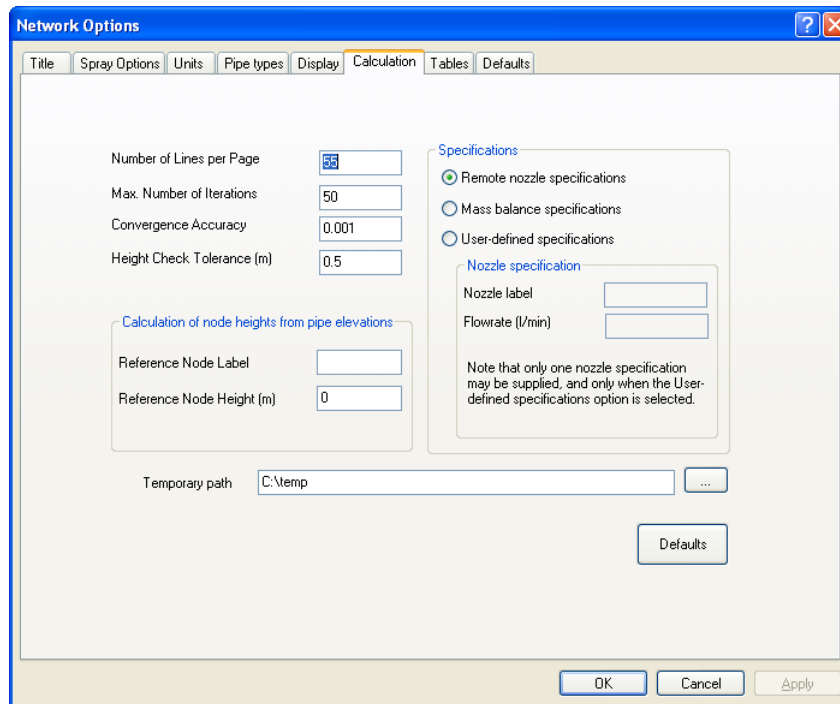 Network Options
Title Spray Options Units Pipe types Display Calculation Tables Defaults
Number of Lines per Page 55
Max. Number of Iterations 50
Convergence Accuracy 0.001
Height Check Tolerance (m) 0.5
Calculation of node heights from pipe elevations
Reference Node Label
Reference Node Height (m) 0
Specifications
Remote nozzle specifications
Mass balance specifications
User-defined specifications
Nozzle specification
Nozzle label
Flowrate (l/min)
Note that only one nozzle specification
may be supplied, and only when the User-
defined specifications option is selected.
Temporary path C:\temp ...
Defaults
OK Cancel Apply